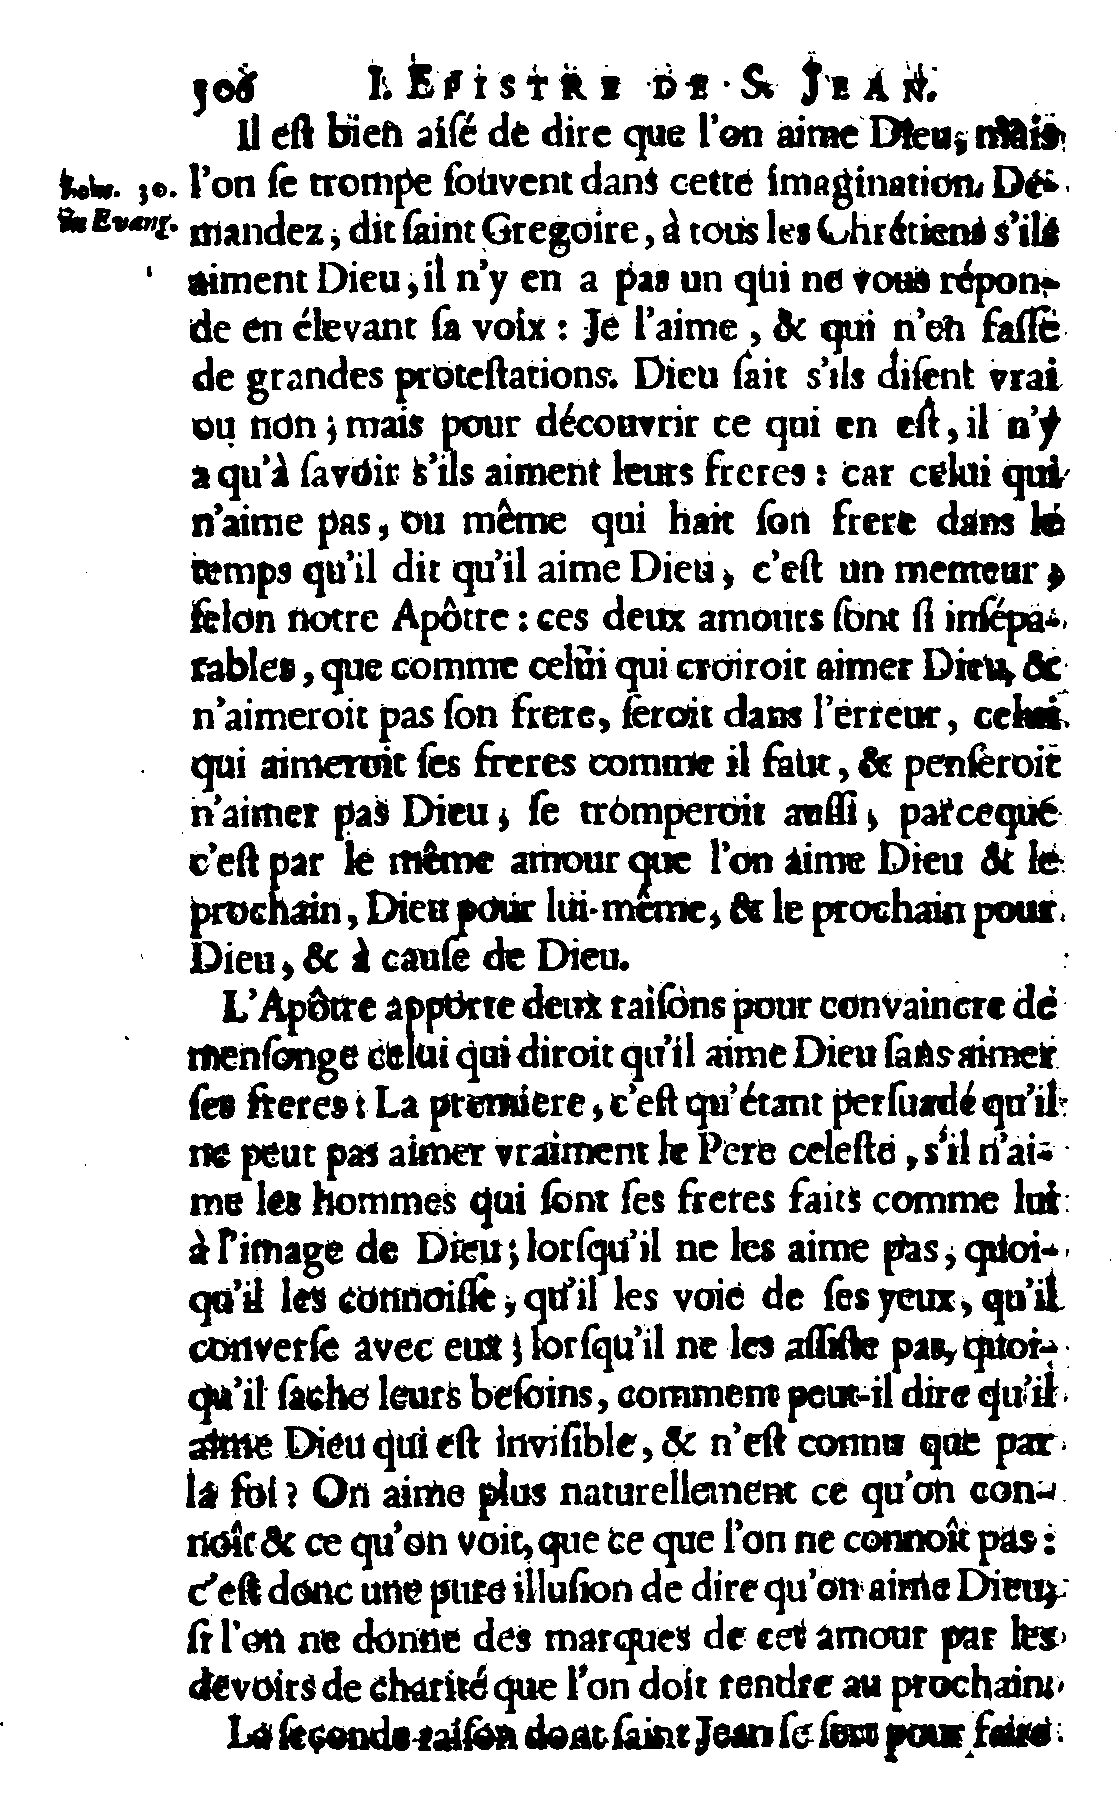 306 I. EPISTRE DE S. JEAN.
Il eſt bien aiſé de dire que l'on aime Dieu, mais
l'on ſe trompe ſouvent dans cette imagination. De-
Hom. 30.
in Evang.
mandez, dit ſaint Gregoire, à tous les Chrétiens s'ils
aiment Dieu, il n'y en a pas un qui ne vous répon-
de en élevant ſa voix : Je l'aime, & qui n'en faſſe
de grandes proteſtations. Dieu ſait s'ils diſent vrai
ou non ; mais pour découvrir ce qui en eſt, il n'y
a qu'à ſavoir s'ils aiment leurs freres : car celui qui
n'aime pas, ou même qui hait ſon frere dans le
temps qu'il dit qu'il aime Dieu, c'eſt un menteur,
ſelon notre Apôtre : ces deux amours ſont ſi inſépa-
rables, que comme celui qui croiroit aimer Dieu, &
n'aimeroit pas ſon frere, ſeroit dans l'erreur, celui
qui aimeroit ſes freres comme il faut, & penſeroit
n'aimer pas Dieu, ſe tromperoit auſſi, parceque
c'eſt par le même amour que l'on aime Dieu & le
prochain, Dieu pour lui-même, & le prochain pour
Dieu, & à cauſe de Dieu.
L'Apôtre apporte deux raiſons pour convaincre de
menſonge celui qui diroit qu'il aime Dieu ſans aimer
ſes freres : La premiere, c'eſt qu'étant perſuadé qu'il
ne peut pas aimer vraiment le Pere celeſte, s'il n'ai-
me les hommes qui ſont ſes freres faits comme lui
à l'image de Dieu ; lorſqu'il ne les aime pas, quoi-
qu'il les connoiſſe, qu'il les voie de ſes yeux, qu'il
converſe avec eux ; lorſqu'il ne les aſſiſte pas, quoi-
qu'il ſache leurs beſoins, comment peut-il dire qu'il
aime Dieu qui eſt inviſible, & n'eſt connu que par
la foi ? On aime plus naturellement ce qu'on con-
noît & ce qu'on voit, que ce que l'on ne connoît pas :
c'eſt donc une pure illuſion de dire qu'on aime Dieu,
ſi l'on ne donne des marques de cet amour par les
devoirs de charité que l'on doit rendre au prochain.
La ſeconde raiſon dont ſaint Jean ſe ſert pour faire